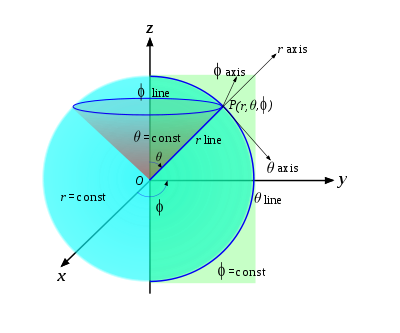 z
r axis
ϕ axis
ϕ line
P(r, θ, ϕ)
θ=const
r line
θ
θ axis
O
y
r=const
ϕ
θ line
x
ϕ=const